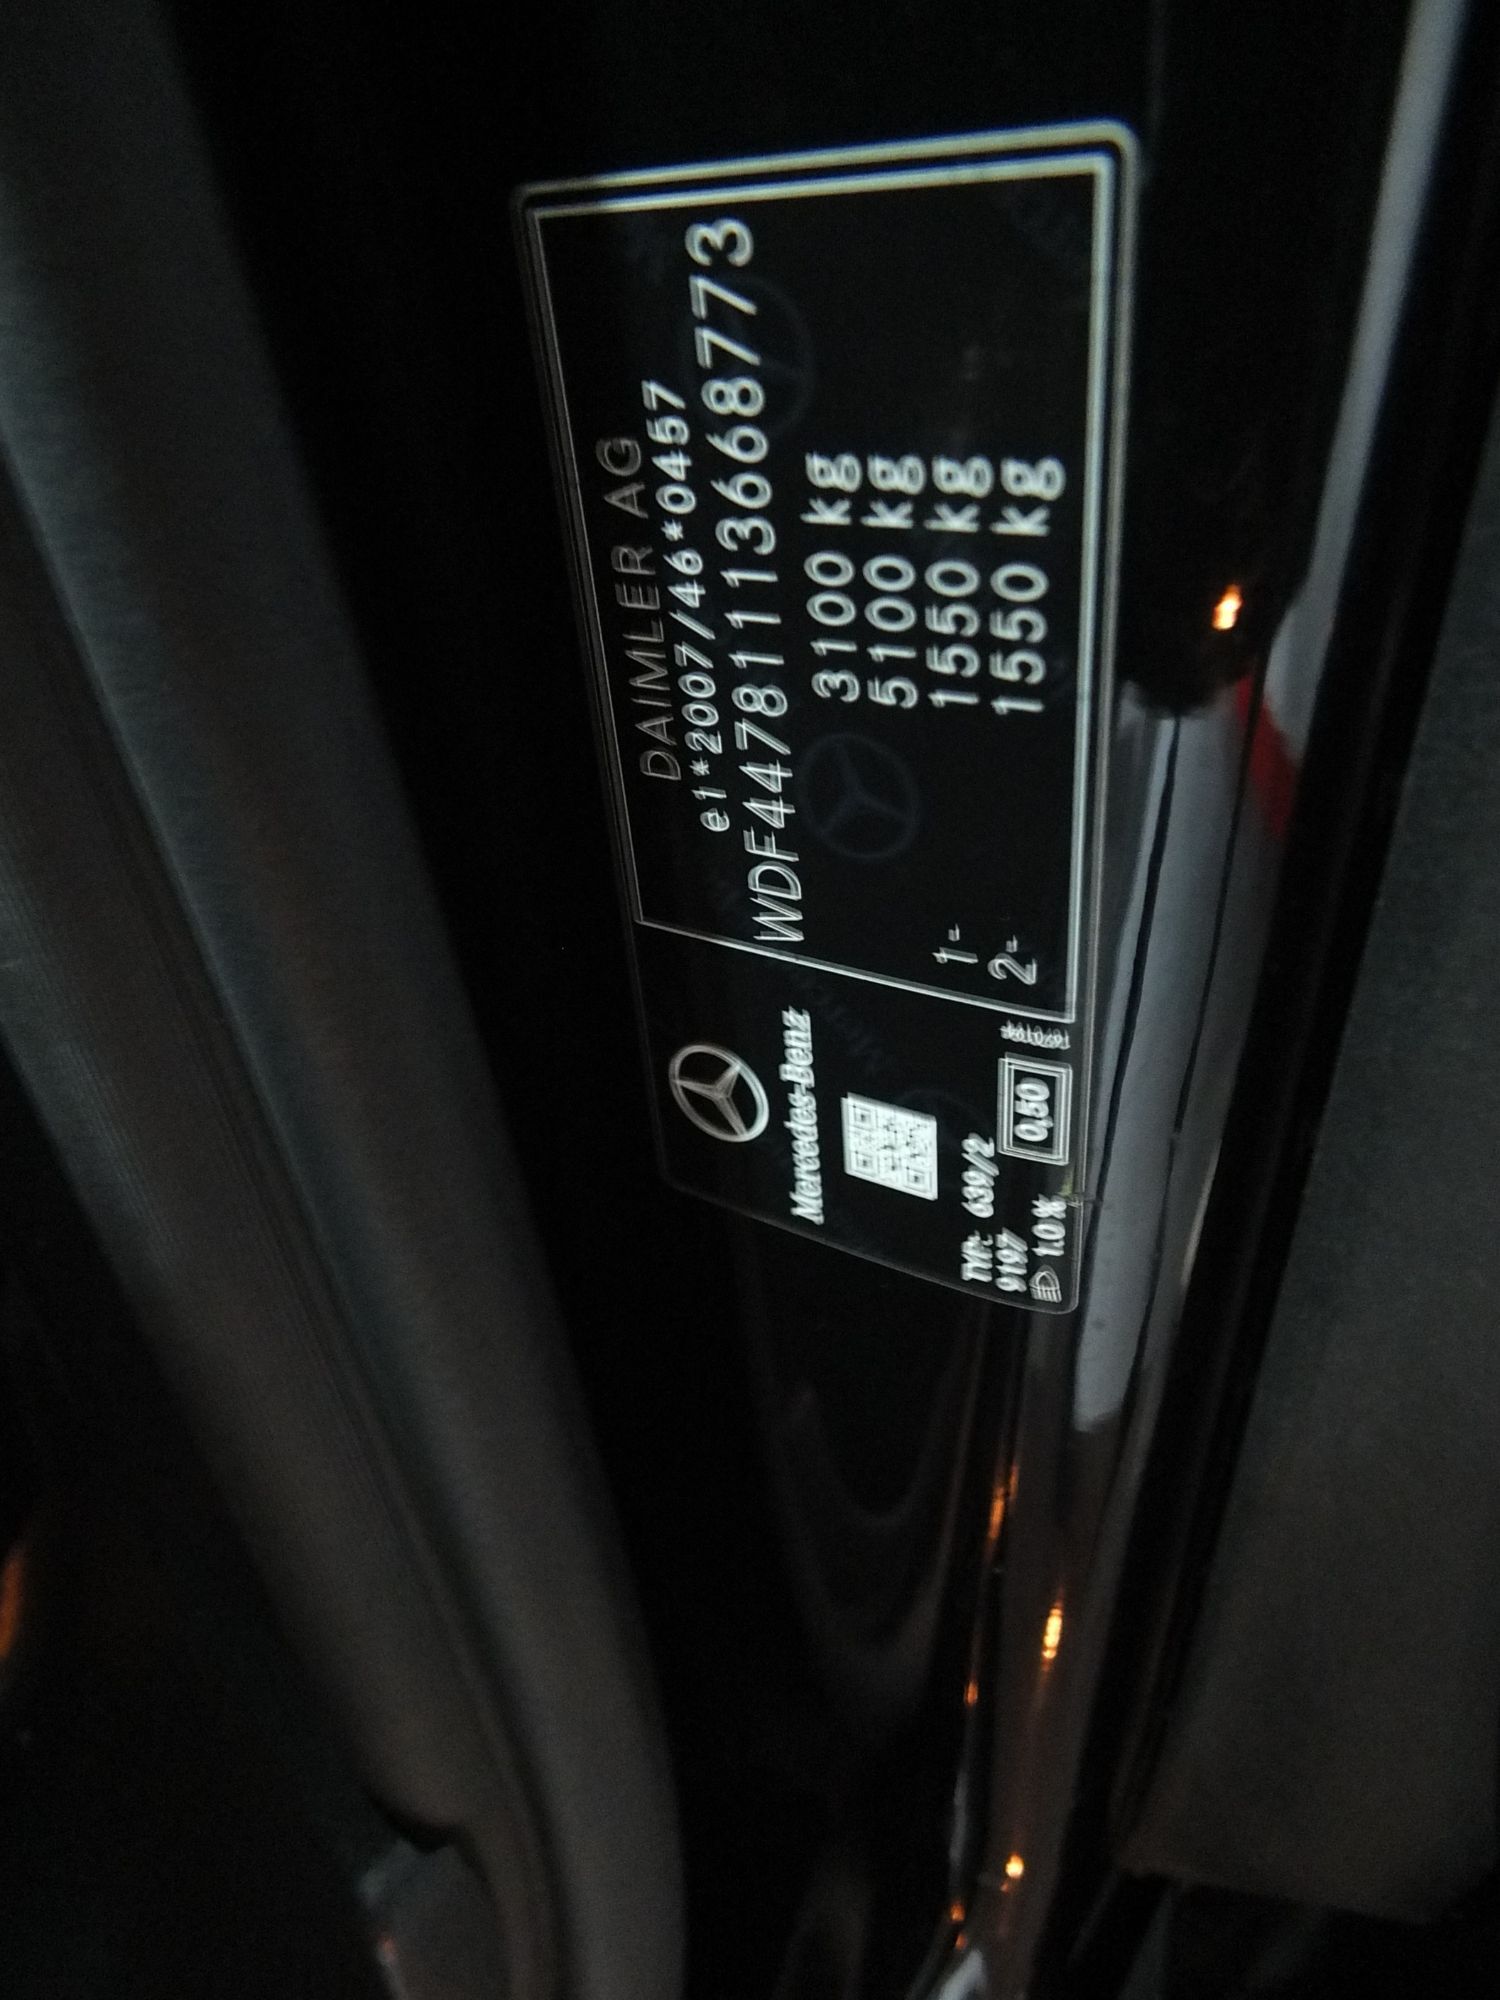 DAIMLER AG
e1*2007/46*0457
WDF44781113668773
3100 kg
5100 kg
1- 1550 kg
2- 1550 kg
Mercedes-Benz
TYP: 639/2
9197
1.0% 0,50